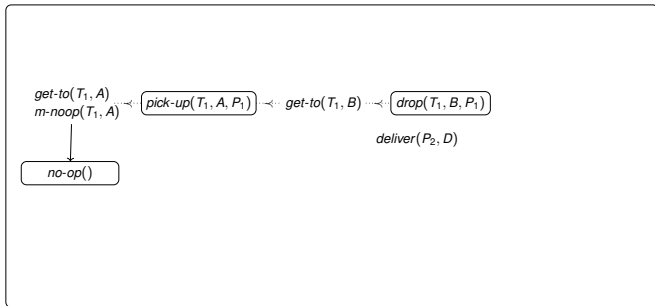 get-to(T₁, A)
m-noop(T₁, A)
pick-up(T₁, A, P₁)
get-to(T₁, B)
drop(T₁, B, P₁)
deliver(P₂, D)
no-op()